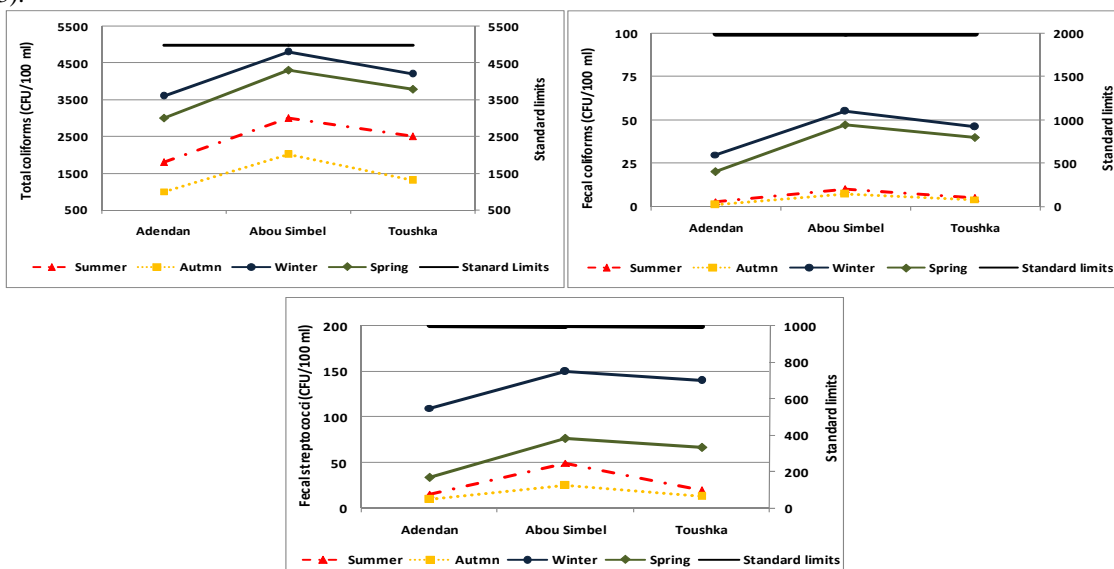 5500
4500
3500
2500
1500
500
Total coliforms (CFU/100 ml)
5500
4500
3500
2500
1500
500
Standard limits
Adendan
Abou Simbel
Toushka
Summer
Autmn
Winter
Spring
Stanard Limits
100
75
50
25
0
Fecal coliforms (CFU/100 ml)
2000
1500
1000
500
0
Standard limits
Adendan
Abou Simbel
Toushka
Summer
Autmn
Winter
Spring
Standard limits
200
150
100
50
0
Fecal streptococci (CFU/100 ml)
1000
800
600
400
200
0
Standard limits
Adendan
Abou Simbel
Toushka
Summer
Autmn
Winter
Spring
Standard limits